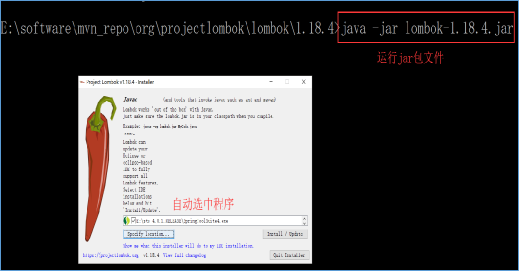 E:\software\mvn_repo\org\projectlombok\lombok\1.18.4>java -jar lombok-1.18.4.jar
运行jar包文件
Project Lombok v1.18.4 - Installer
Javac (and tools that invoke javac such as ant and maven)
Lombok works 'out of the box' with Javac.
just make sure the lombok.jar is in your classpath when you compile.
Example: java -cp lombok.jar MyCode.java
Lombok can
update your
Eclipse or
eclipse-based
IDE to fully
support all
Lombok features.
Select IDE
installations
below and hit
'Install/Update'.
自动选中程序
Specify location...
Install / Update
Show me what this installer will do to my IDE installation.
https://projectlombok.org v1.18.4 View full changelog
Quit Installer